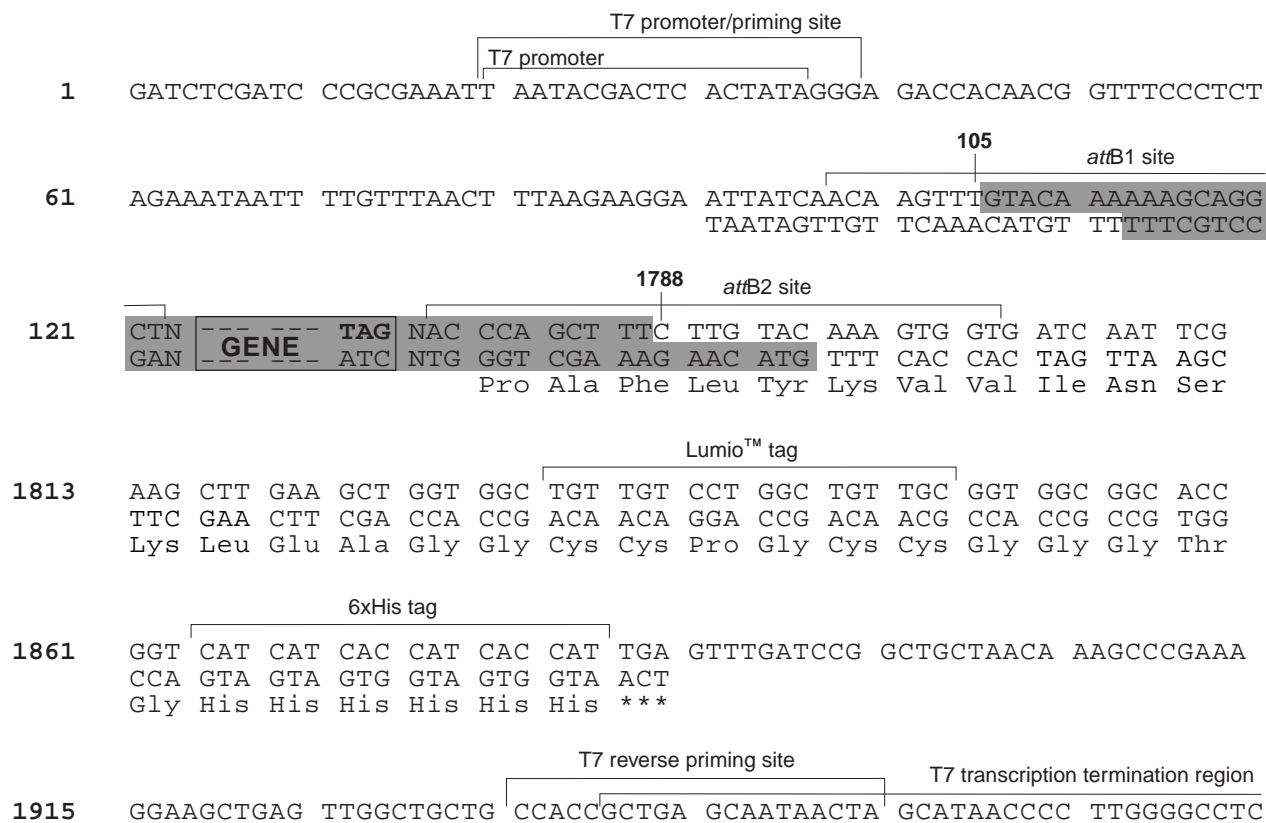 T7 promoter/priming site
T7 promoter
1 GATCTCGATC CCGCGAAATT AATACGACTC ACTATAGGGA GACCACAACG GTTTCCCTCT
105 attB1 site
61 AGAAATAATT TTGTTTAACT TTAAGAAGGA ATTATCAACA AGTTTGTACA AAAAAGCAGG
TAATAGTTGT TCAAACATGT TTTTTCGTCC
1788 attB2 site
121 CTN --- --- TAG NAC CCA GCT TTC TTG TAC AAA GTG GTG ATC AAT TCG
GENE
GAN --- --- ATC NTG GGT CGA AAG AAC ATG TTT CAC CAC TAG TTA AGC
Pro Ala Phe Leu Tyr Lys Val Val Ile Asn Ser
Lumio™ tag
1813 AAG CTT GAA GCT GGT GGC TGT TGT CCT GGC TGT TGC GGT GGC GGC ACC
TTC GAA CTT CGA CCA CCG ACA ACA GGA CCG ACA ACG CCA CCG CCG TGG
Lys Leu Glu Ala Gly Gly Cys Cys Pro Gly Cys Cys Gly Gly Gly Thr
6xHis tag
1861 GGT CAT CAT CAC CAT CAC CAT TGA GTTTGATCCG GCTGCTAACA AAGCCCGAAA
CCA GTA GTA GTG GTA GTG GTA ACT
Gly His His His His His His ***
T7 reverse priming site
T7 transcription termination region
1915 GGAAGCTGAG TTGGCTGCTG CCACCGCTGA GCAATAACTA GCATAACCCC TTGGGGCCTC